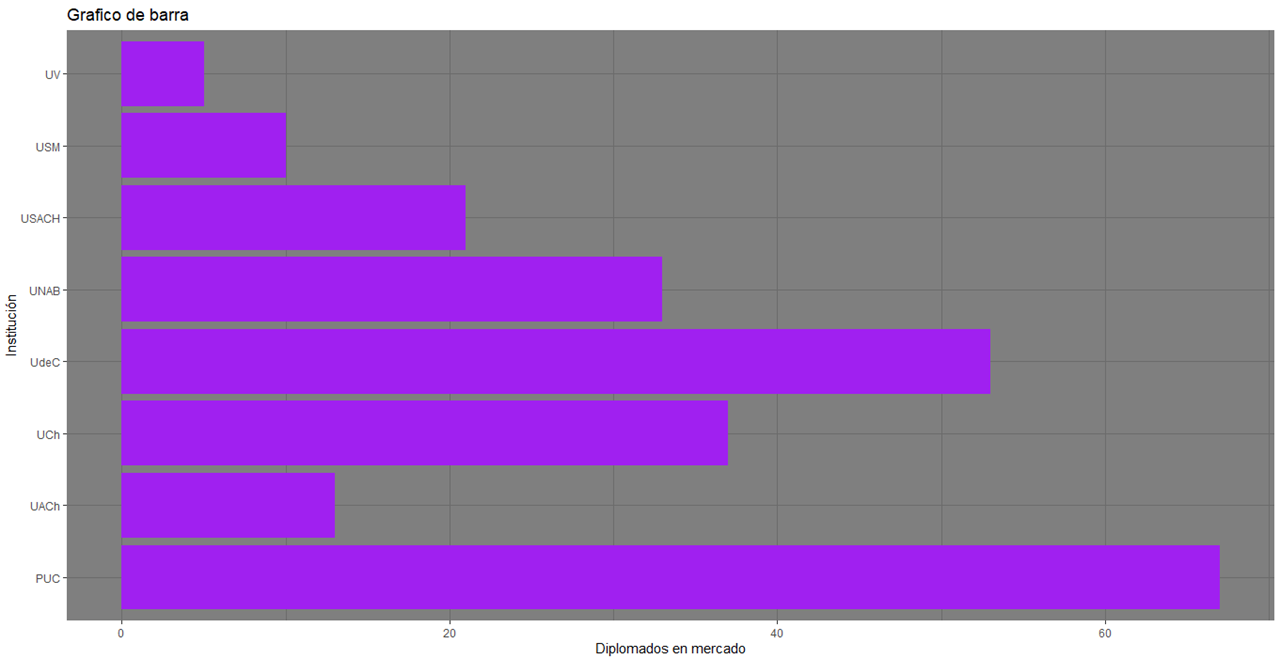 Grafico de barra
UV
USM
USACH
UNAB
UdeC
UCh
UACh
PUC
Institución
0 20 40 60
Diplomados en mercado